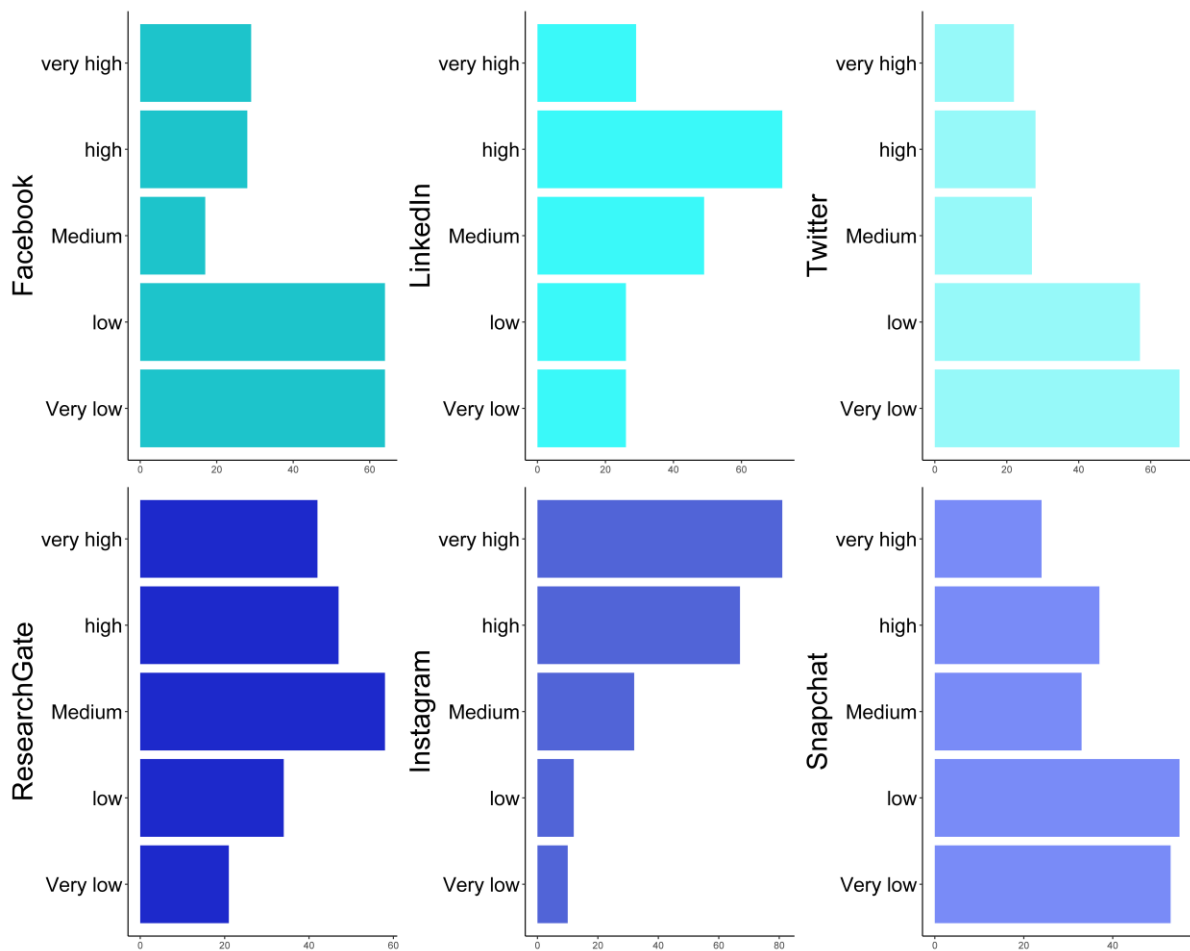 Facebook
very high
high
Medium
low
Very low
0 20 40 60
LinkedIn
very high
high
Medium
low
Very low
0 20 40 60
Twitter
very high
high
Medium
low
Very low
0 20 40 60
ResearchGate
very high
high
Medium
low
Very low
0 20 40 60
Instagram
very high
high
Medium
low
Very low
0 20 40 60 80
Snapchat
very high
high
Medium
low
Very low
0 20 40